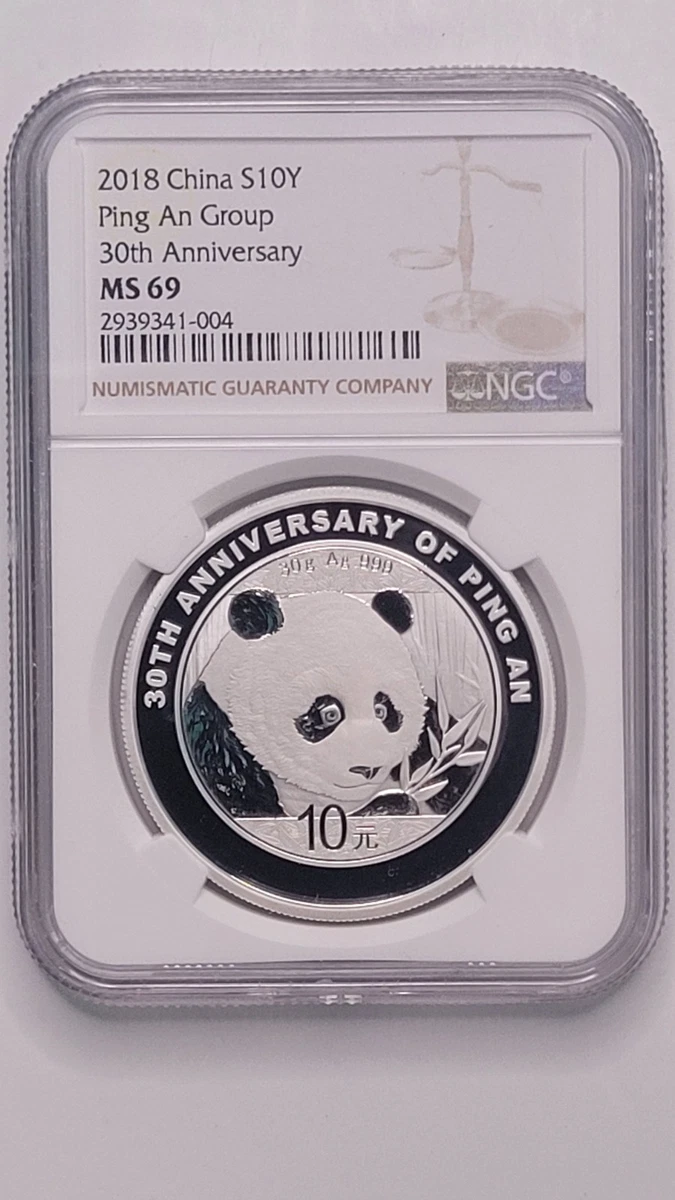 2018 China S10Y
Ping An Group
30th Anniversary
MS 69
2939341-004
NUMISMATIC GUARANTY COMPANY
NGC®
30TH ANNIVERSARY OF PING AN
30g Ag .999
10元